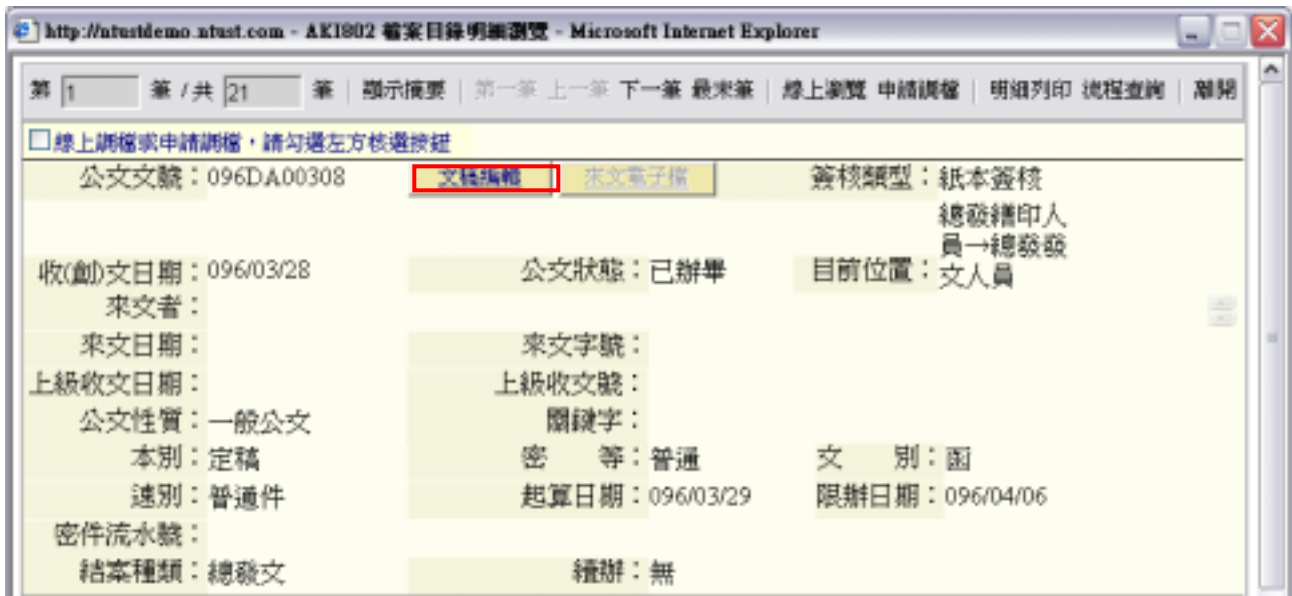 http://ntustdemo.ntust.com - AKI802 檔案目錄明細瀏覽 - Microsoft Internet Explorer
第 1 筆 / 共 21 筆 | 顯示摘要 | 第一筆 上一筆 下一筆 最末筆 | 線上瀏覽 申請調檔 | 明細列印 流程查詢 | 離開
線上調檔或申請調檔，請勾選左方核選按鈕
公文文號：096DA00308 文稿編輯 來文電子檔 簽核類型：紙本簽核
收(創)文日期：096/03/28 公文狀態：已辦畢 目前位置：總發繕印人
員→總發發
文人員
來文者：
來文日期： 來文字號：
上級收文日期： 上級收文號：
公文性質：一般公文 關鍵字：
本別：定稿 密 等：普通 文 別：函
速別：普通件 起算日期：096/03/29 限辦日期：096/04/06
密件流水號：
結案種類：總發文 續辦：無